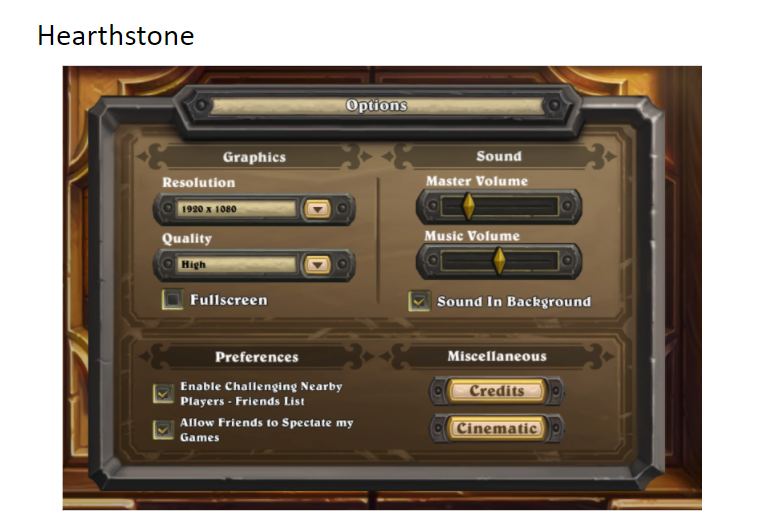 Hearthstone
Options
Graphics
Resolution
1920 x 1080
Quality
High
Fullscreen
Sound
Master Volume
Music Volume
Sound In Background
Preferences
Enable Challenging Nearby
Players - Friends List
Allow Friends to Spectate my
Games
Miscellaneous
Credits
Cinematic